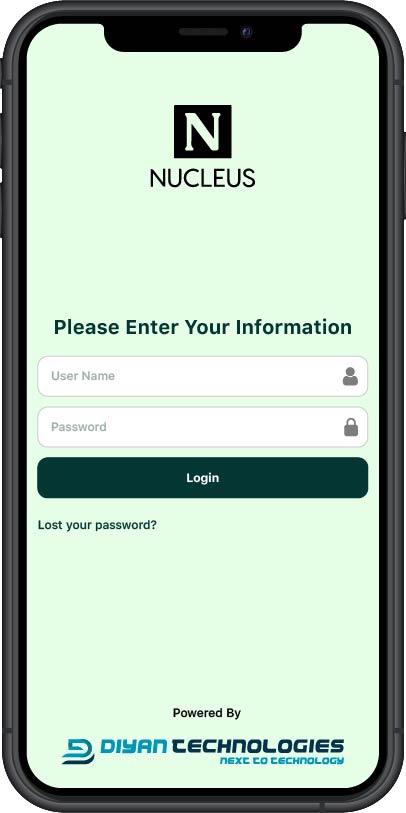 N
NUCLEUS
Please Enter Your Information
User Name
Password
Login
Lost your password?
Powered By
DIYAN TECHNOLOGIES
NEXT TO TECHNOLOGY